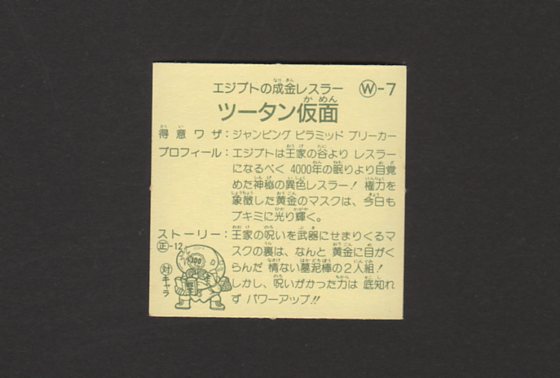 エジプトの成金レスラー Ⓦ-7
ツータン仮面
得意ワザ：ジャンピング ピラミッド ブリーカー
プロフィール：エジプトは王家の谷より レスラー
になるべく 4000年の眠りより目覚
めた神秘の異色レスラー! 権力を
象徴した黄金のマスクは、今日も
ブキミに光り輝く。
ストーリー：王家の呪いを武器にせまりくる
㊣-12 マスクの裏は、なんと 黄金に目がく
らんだ 情ない墓泥棒の2人組!
対キャラ しかし、呪いがかった力は 底知れ
ず パワーアップ!!